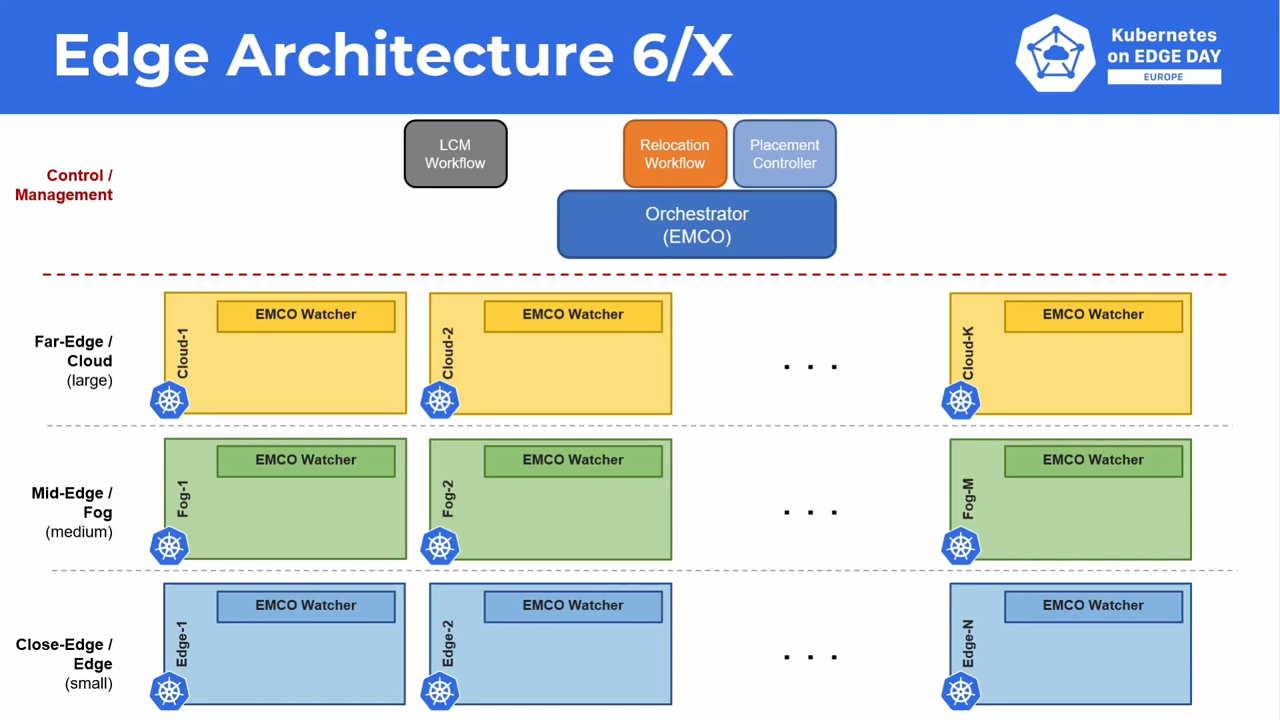 Edge Architecture 6/X
Kubernetes
on EDGE DAY
EUROPE
LCM
Workflow
Relocation
Workflow
Placement
Controller
Control /
Management
Orchestrator
(EMCO)
Far-Edge /
Cloud
(large)
Cloud-1
EMCO Watcher
Cloud-2
EMCO Watcher
. . .
Cloud-K
EMCO Watcher
Mid-Edge /
Fog
(medium)
Fog-1
EMCO Watcher
Fog-2
EMCO Watcher
. . .
Fog-M
EMCO Watcher
Close-Edge /
Edge
(small)
Edge-1
EMCO Watcher
Edge-2
EMCO Watcher
. . .
Edge-N
EMCO Watcher